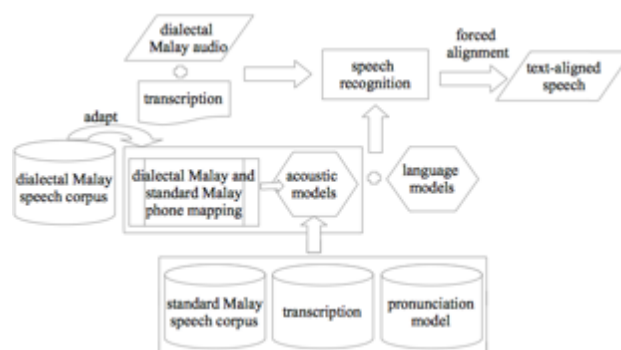 dialectal
Malay audio
transcription
adapt
speech
recognition
forced
alignment
text-aligned
speech
dialectal Malay
speech corpus
dialectal Malay and
standard Malay
phone mapping
acoustic
models
language
models
standard Malay
speech corpus
transcription
pronunciation
model